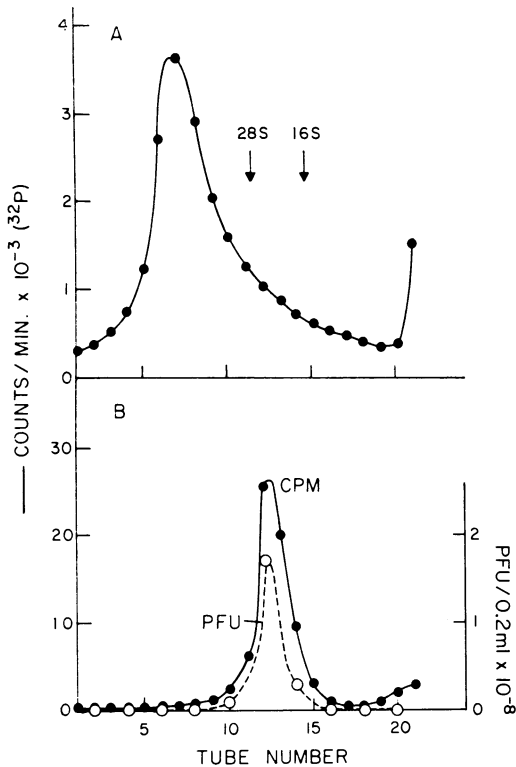 A
4
3
2
1
0
28S 16S
COUNTS/MIN. x 10⁻³ (³²P)
B
30
20
10
0
CPM
PFU
2
1
0
PFU/0.2ml x 10⁻⁸
5 10 15 20
TUBE NUMBER